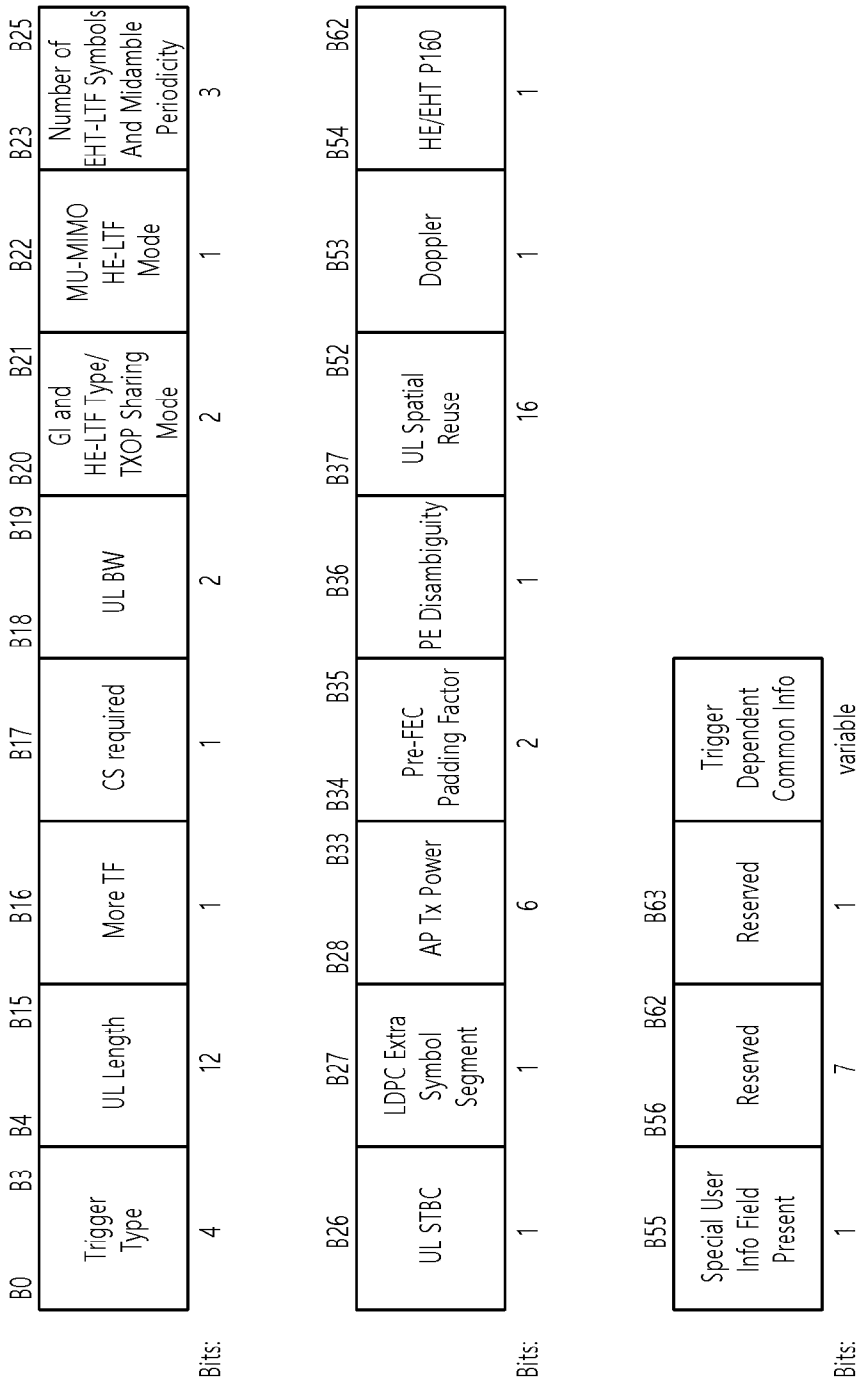 B0 B3 B4 B15 B16 B17 B18 B19 B20 B21 B22 B23 B25
Trigger
Type
UL Length
More TF
CS required
UL BW
GI and
HE-LTF Type/
TXOP Sharing
Mode
MU-MIMO
HE-LTF
Mode
Number of
EHT-LTF Symbols
And Midamble
Periodicity
Bits: 4 12 1 1 2 2 1 3
B26 B27 B28 B33 B34 B35 B36 B37 B52 B53 B54 B62
UL STBC
LDPC Extra
Symbol
Segment
AP Tx Power
Pre-FEC
Padding Factor
PE Disambiguity
UL Spatial
Reuse
Doppler
HE/EHT P160
Bits: 1 1 6 2 1 16 1 1
B55 B56 B62 B63
Special User
Info Field
Present
Reserved
Reserved
Trigger
Dependent
Common Info
Bits: 1 7 1 variable